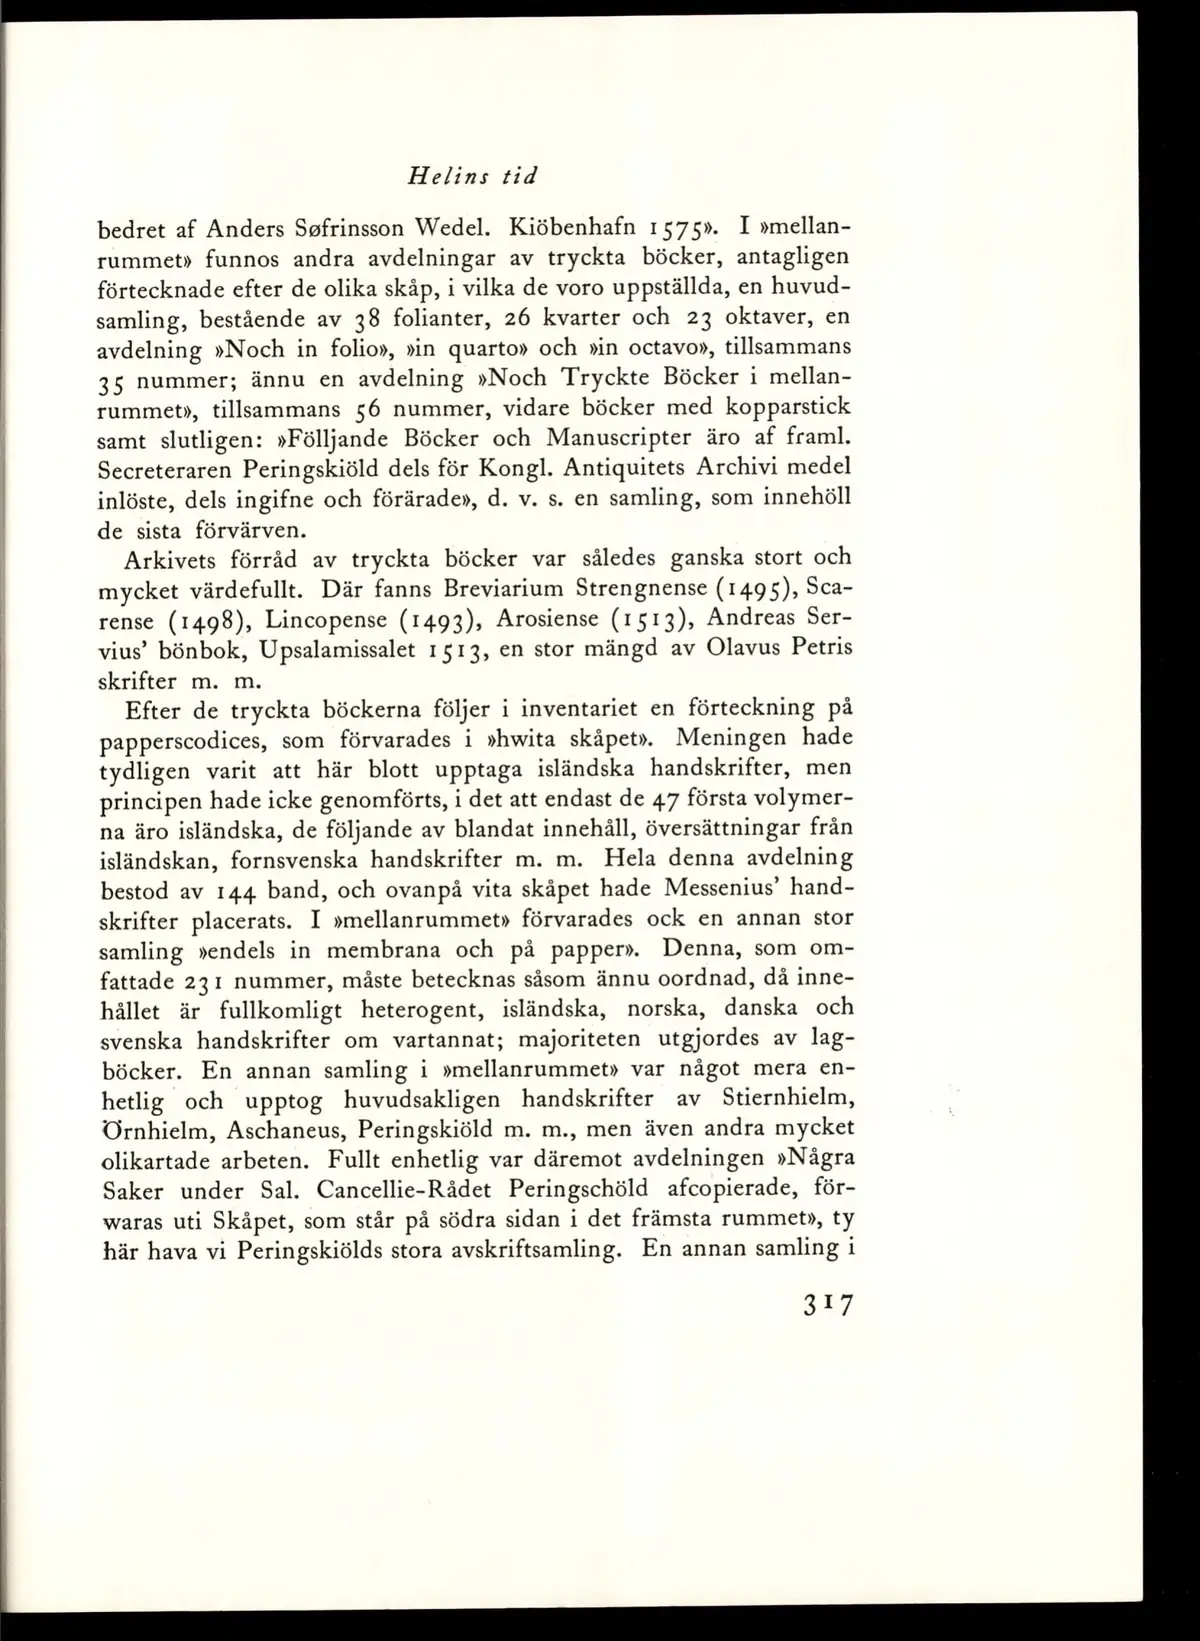 Helins tid
bedret af Anders Søfrinsson Wedel. Kiöbenhafn 1575». I »mellan-
rummet» funnos andra avdelningar av tryckta böcker, antagligen
förtecknade efter de olika skåp, i vilka de voro uppställda, en huvud-
samling, bestående av 38 folianter, 26 kvarter och 23 oktaver, en
avdelning »Noch in folio», »in quarto» och »in octavo», tillsammans
35 nummer; ännu en avdelning »Noch Tryckte Böcker i mellan-
rummet», tillsammans 56 nummer, vidare böcker med kopparstick
samt slutligen: »Fölljande Böcker och Manuscripter äro af framl.
Secreteraren Peringskiöld dels för Kongl. Antiquitets Archivi medel
inlöste, dels ingifne och förärade», d. v. s. en samling, som innehöll
de sista förvärven.
Arkivets förråd av tryckta böcker var således ganska stort och
mycket värdefullt. Där fanns Breviarium Strengnense (1495), Sca-
rense (1498), Lincopense (1493), Arosiense (1513), Andreas Ser-
vius’ bönbok, Upsalamissalet 1513, en stor mängd av Olavus Petris
skrifter m. m.
Efter de tryckta böckerna följer i inventariet en förteckning på
papperscodices, som förvarades i »hwita skåpet». Meningen hade
tydligen varit att här blott upptaga isländska handskrifter, men
principen hade icke genomförts, i det att endast de 47 första volymer-
na äro isländska, de följande av blandat innehåll, översättningar från
isländskan, fornsvenska handskrifter m. m. Hela denna avdelning
bestod av 144 band, och ovanpå vita skåpet hade Messenius’ hand-
skrifter placerats. I »mellanrummet» förvarades ock en annan stor
samling »endels in membrana och på papper». Denna, som om-
fattade 231 nummer, måste betecknas såsom ännu oordnad, då inne-
hållet är fullkomligt heterogent, isländska, norska, danska och
svenska handskrifter om vartannat; majoriteten utgjordes av lag-
böcker. En annan samling i »mellanrummet» var något mera en-
hetlig och upptog huvudsakligen handskrifter av Stiernhielm,
Örnhielm, Aschaneus, Peringskiöld m. m., men även andra mycket
olikartade arbeten. Fullt enhetlig var däremot avdelningen »Några
Saker under Sal. Cancellie-Rådet Peringschöld afcopierade, för-
waras uti Skåpet, som står på södra sidan i det främsta rummet», ty
här hava vi Peringskiölds stora avskriftsamling. En annan samling i
317